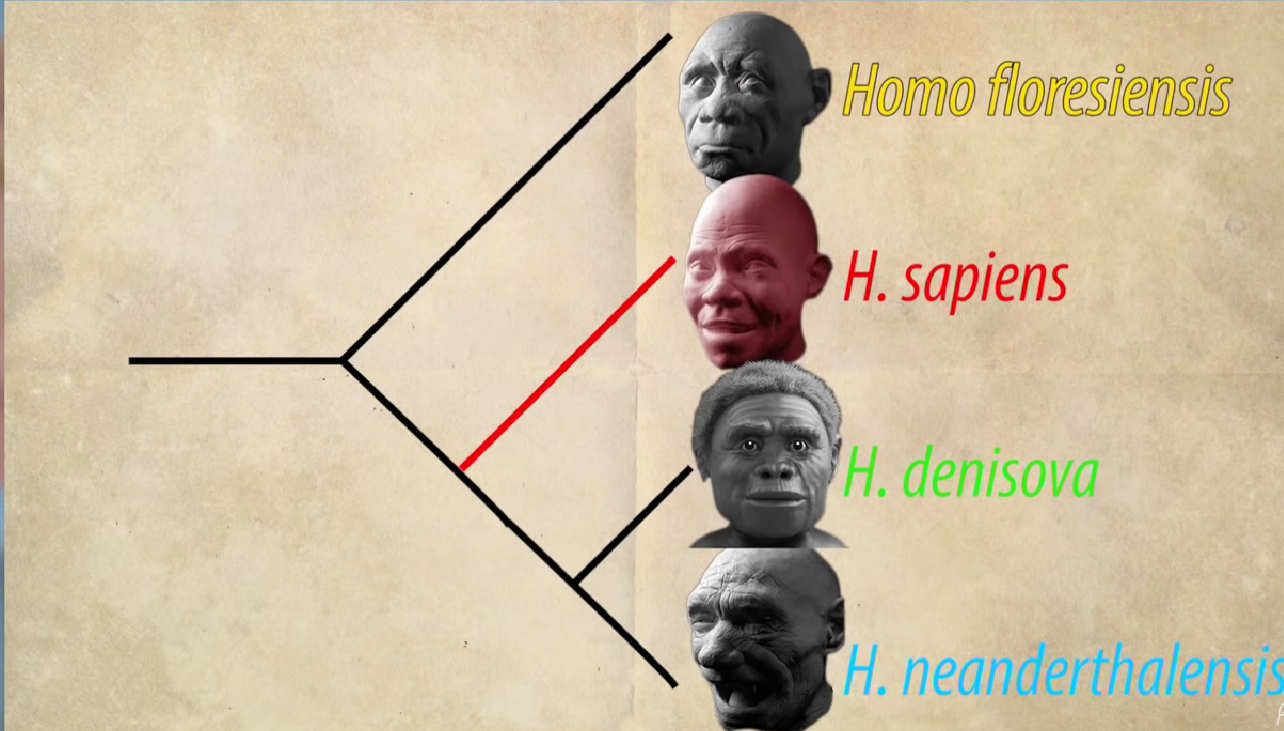 Homo floresiensis
H. sapiens
H. denisova
H. neanderthalensis